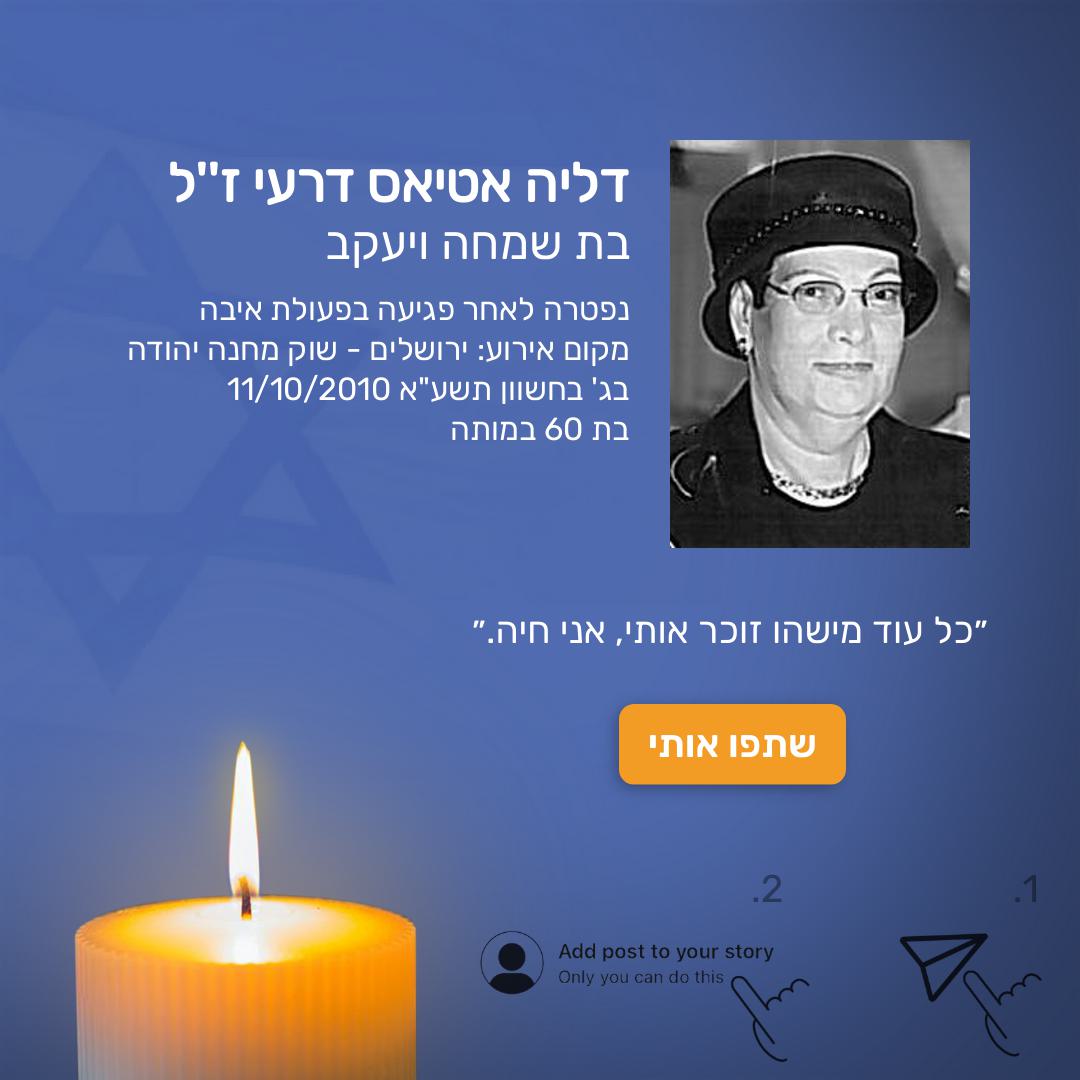 דליה אטיאס דרעי ז"ל
בת שמחה ויעקב
נפטרה לאחר פגיעה בפעולת איבה
מקום אירוע: ירושלים - שוק מחנה יהודה
בג' בחשוון תשע"א 11/10/2010
בת 60 במותה
״כל עוד מישהו זוכר אותי, אני חיה.״
שתפו אותי
1.
2.
Add post to your story
Only you can do this